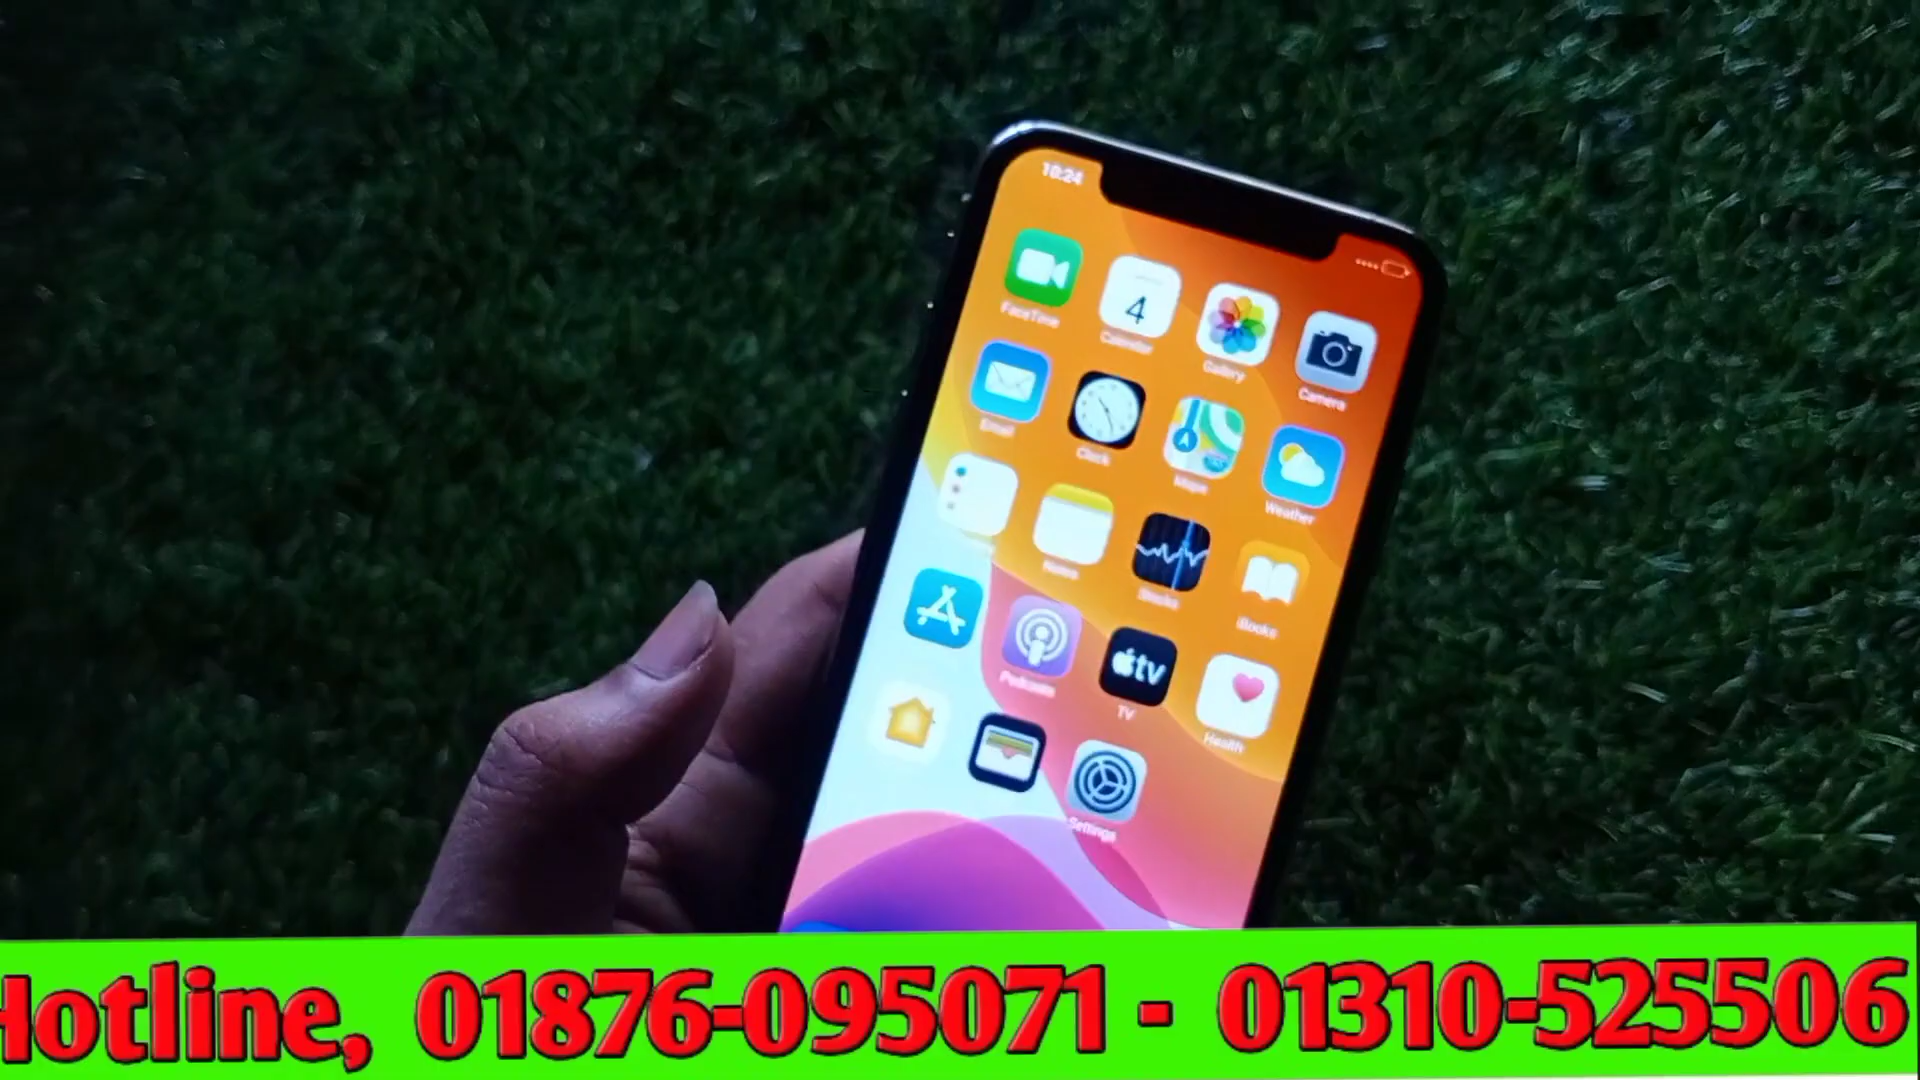 10:24
FaceTime
4
Calendar
Gallery
Camera
Email
Clock
Maps
Weather
Notes
Stocks
iBooks
Podcasts
tv
TV
Health
Settings
Hotline, 01876-095071 - 01310-525506